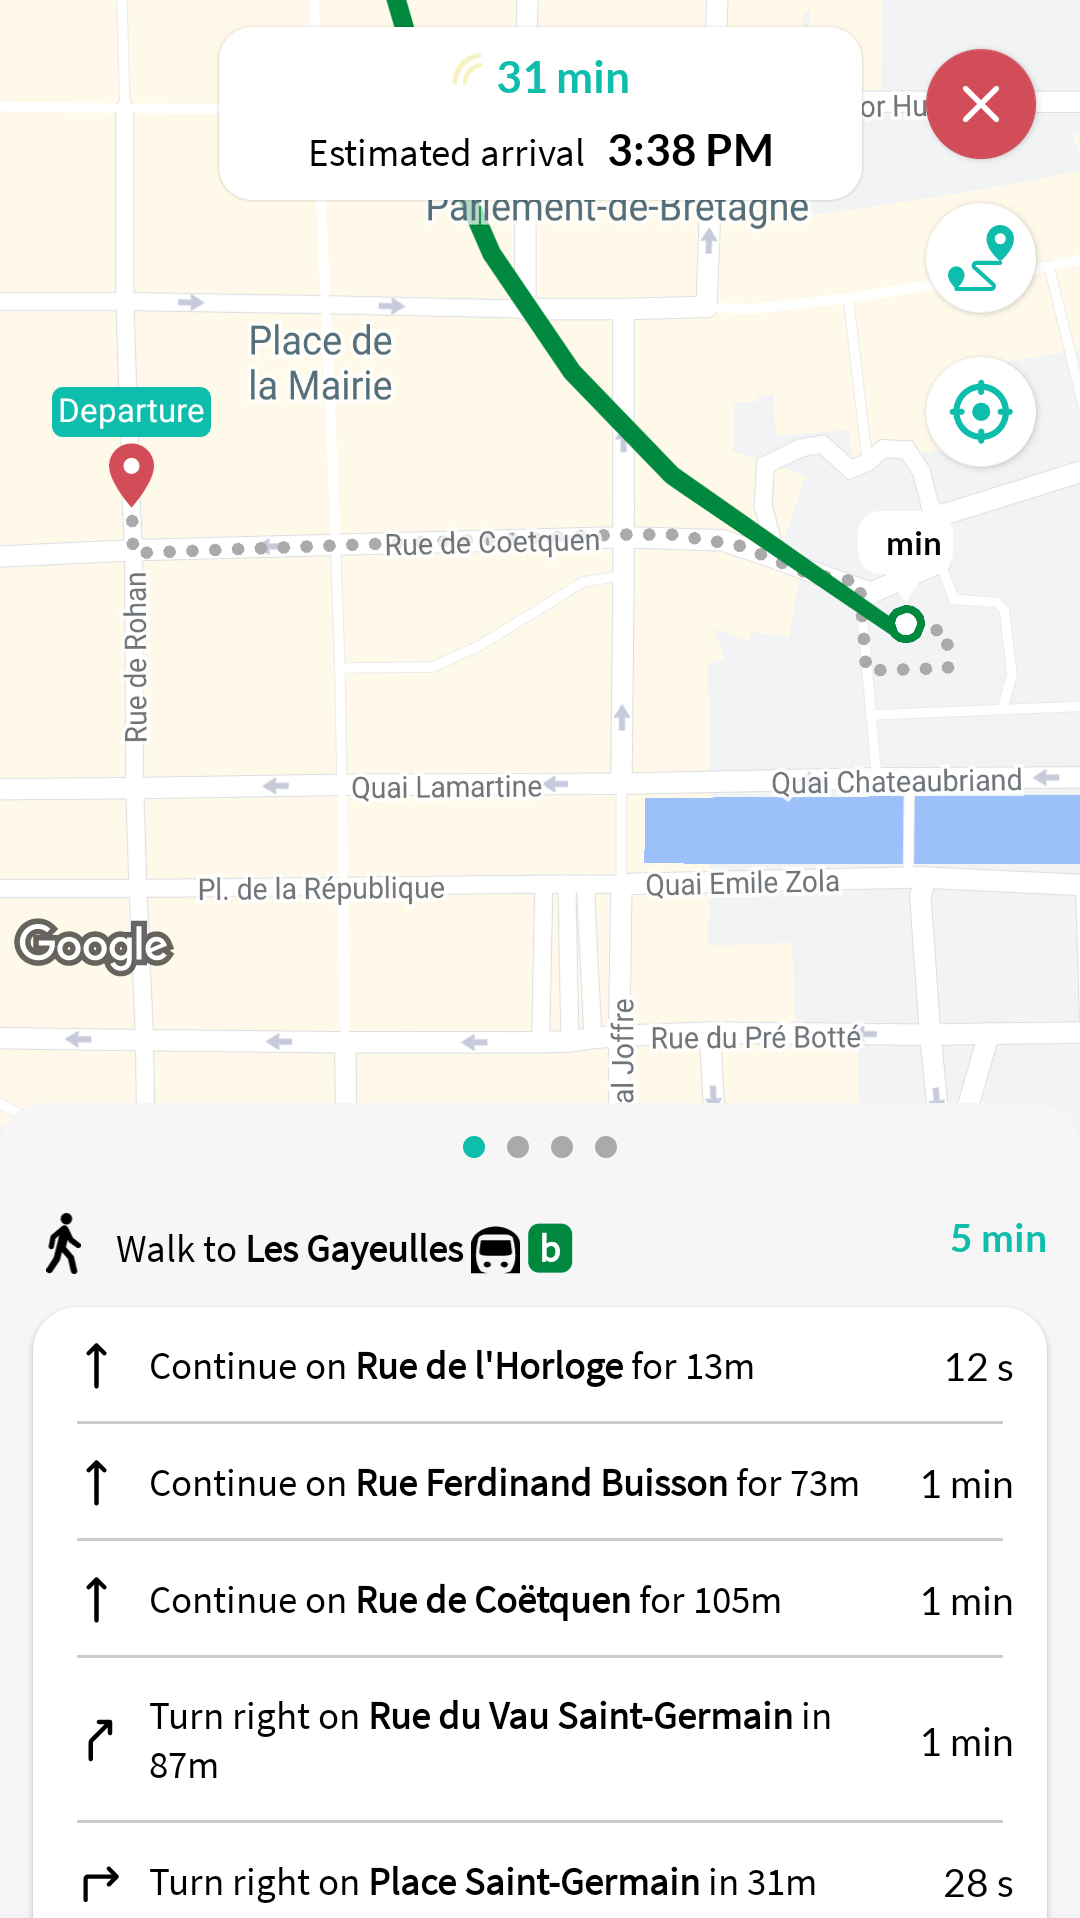 31 min
Estimated arrival 3:38 PM
or Hu
Parlement-de-Bretagne
Place de
la Mairie
Departure
Rue de Coetquen
min
Rue de Rohan
Quai Lamartine
Quai Chateaubriand
Pl. de la République
Quai Emile Zola
Google
al Joffre
Rue du Pré Botté
Walk to Les Gayeulles b
5 min
Continue on Rue de l'Horloge for 13m
12 s
Continue on Rue Ferdinand Buisson for 73m
1 min
Continue on Rue de Coëtquen for 105m
1 min
Turn right on Rue du Vau Saint-Germain in
87m
1 min
Turn right on Place Saint-Germain in 31m
28 s